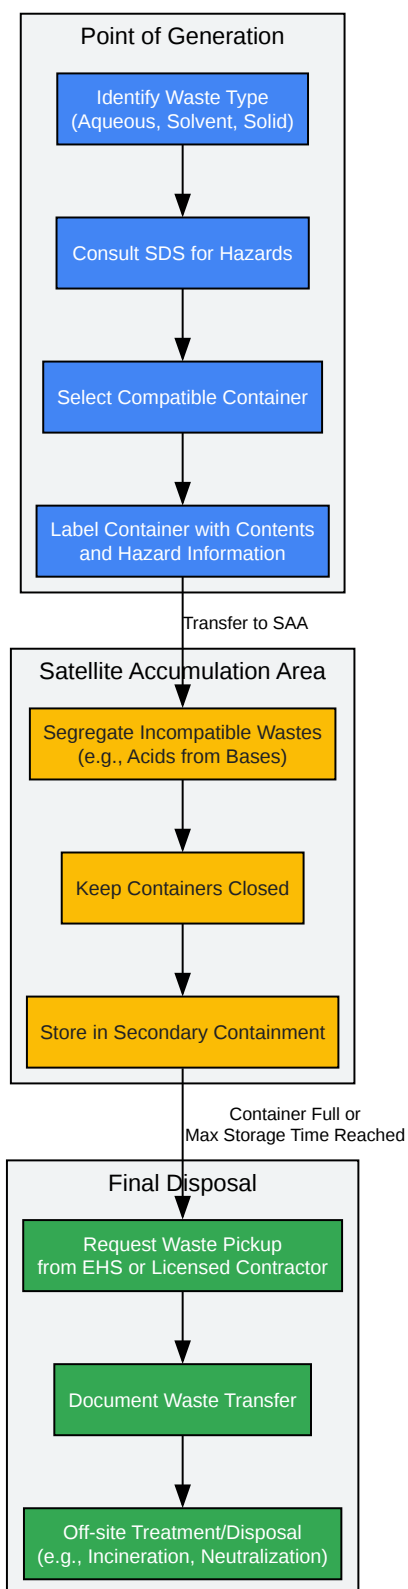 Point of Generation
Identify Waste Type
(Aqueous, Solvent, Solid)
Consult SDS for Hazards
Select Compatible Container
Label Container with Contents
and Hazard Information
Transfer to SAA
Satellite Accumulation Area
Segregate Incompatible Wastes
(e.g., Acids from Bases)
Keep Containers Closed
Store in Secondary Containment
Container Full or
Max Storage Time Reached
Final Disposal
Request Waste Pickup
from EHS or Licensed Contractor
Document Waste Transfer
Off-site Treatment/Disposal
(e.g., Incineration, Neutralization)